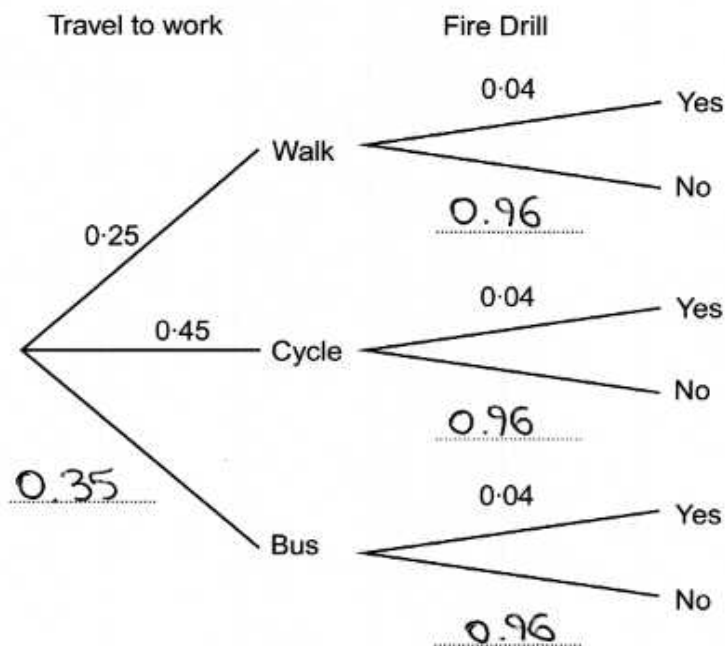 Travel to work Fire Drill
0·04
Yes
Walk
No
0.96
0·25
0·04
Yes
0·45
Cycle
No
0.96
0.35
0·04
Yes
Bus
No
0.96